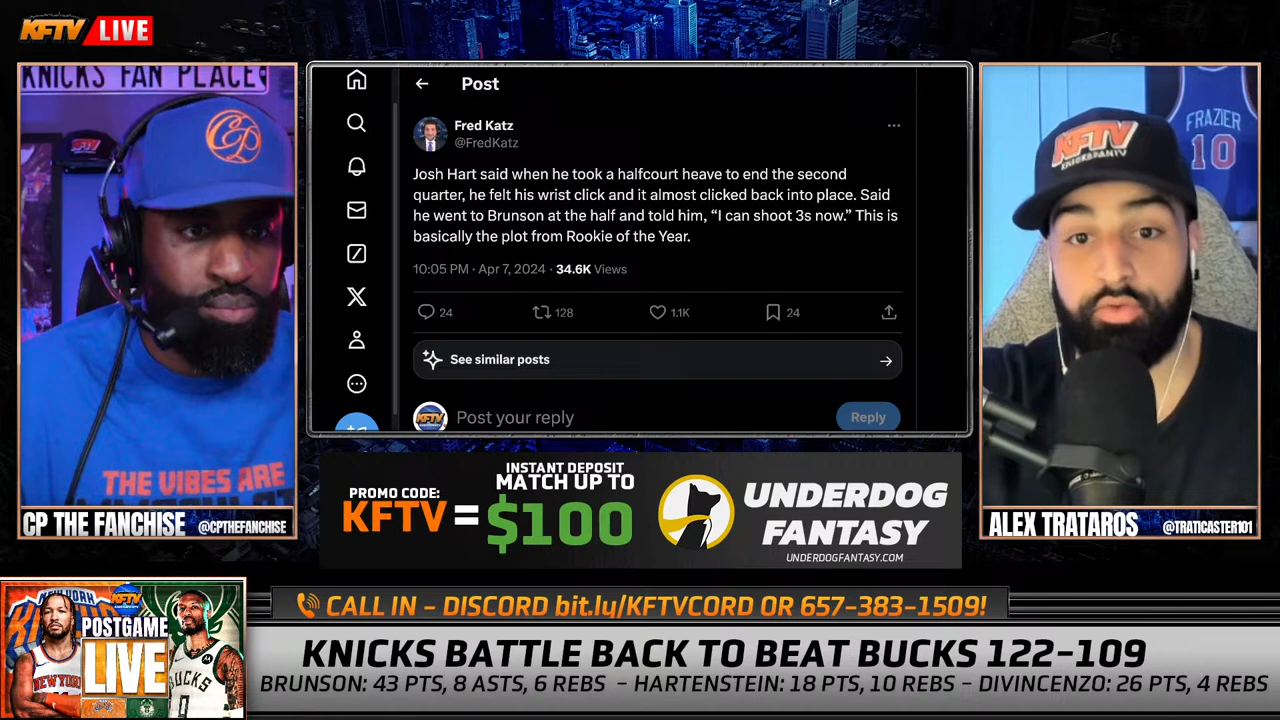 KFTV LIVE
KNICKS FAN PLACE
Post
Fred Katz
@FredKatz
Josh Hart said when he took a halfcourt heave to end the second
quarter, he felt his wrist click and it almost clicked back into place. Said
he went to Brunson at the half and told him, “I can shoot 3s now.” This is
basically the plot from Rookie of the Year.
10:05 PM · Apr 7, 2024 · 34.6K Views
24 128 1.1K 24
See similar posts
Post your reply
Reply
THE VIBES ARE
CP THE FANCHISE @CPTHEFANCHISE
KFTV
FRAZIER
10
ALEX TRATAROS @TRATICASTER101
PROMO CODE:
KFTV
=
INSTANT DEPOSIT
MATCH UP TO
$100
UNDERDOG
FANTASY
UNDERDOGFANTASY.COM
CALL IN - DISCORD bit.ly/KFTVCORD OR 657-383-1509!
NEW YORK
KFTV
POSTGAME
LIVE
NEW YORK
BUCKS
KNICKS BATTLE BACK TO BEAT BUCKS 122-109
BRUNSON: 43 PTS, 8 ASTS, 6 REBS - HARTENSTEIN: 18 PTS, 10 REBS - DIVINCENZO: 26 PTS, 4 REBS